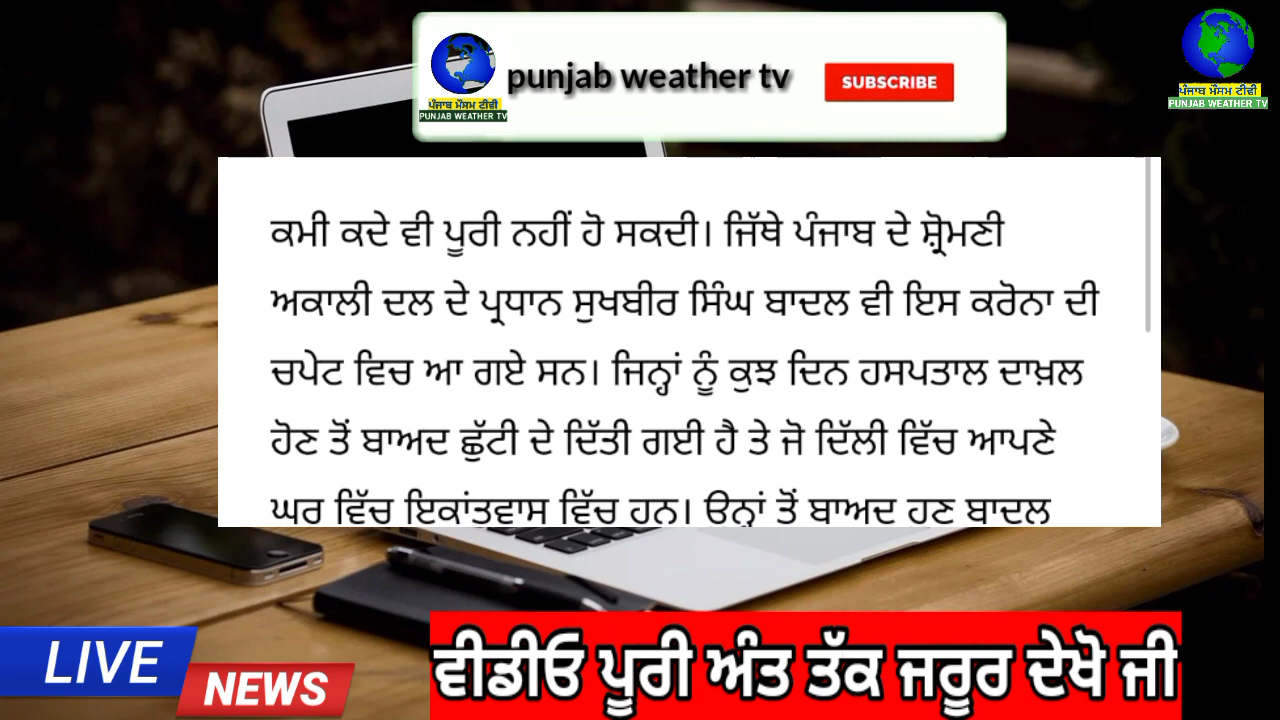 punjab weather tv
SUBSCRIBE
ਪੰਜਾਬ ਮੌਸਮ ਟੀਵੀ
PUNJAB WEATHER TV
ਪੰਜਾਬ ਮੌਸਮ ਟੀਵੀ
PUNJAB WEATHER TV
ਕਮੀ ਕਦੇ ਵੀ ਪੂਰੀ ਨਹੀਂ ਹੋ ਸਕਦੀ। ਜਿੱਥੇ ਪੰਜਾਬ ਦੇ ਸ਼੍ਰੋਮਣੀ
ਅਕਾਲੀ ਦਲ ਦੇ ਪ੍ਰਧਾਨ ਸੁਖਬੀਰ ਸਿੰਘ ਬਾਦਲ ਵੀ ਇਸ ਕਰੋਨਾ ਦੀ
ਚਪੇਟ ਵਿਚ ਆ ਗਏ ਸਨ। ਜਿਨ੍ਹਾਂ ਨੂੰ ਕੁਝ ਦਿਨ ਹਸਪਤਾਲ ਦਾਖ਼ਲ
ਹੋਣ ਤੋਂ ਬਾਅਦ ਛੁੱਟੀ ਦੇ ਦਿੱਤੀ ਗਈ ਹੈ ਤੇ ਜੋ ਦਿੱਲੀ ਵਿੱਚ ਆਪਣੇ
ਘਰ ਵਿੱਚ ਇਕਾਂਤਵਾਸ ਵਿੱਚ ਹਨ। ਉਨ੍ਹਾਂ ਤੋਂ ਬਾਅਦ ਹੁਣ ਬਾਦਲ
LIVE
NEWS
ਵੀਡੀਓ ਪੂਰੀ ਅੰਤ ਤੱਕ ਜਰੂਰ ਦੇਖੋ ਜੀ